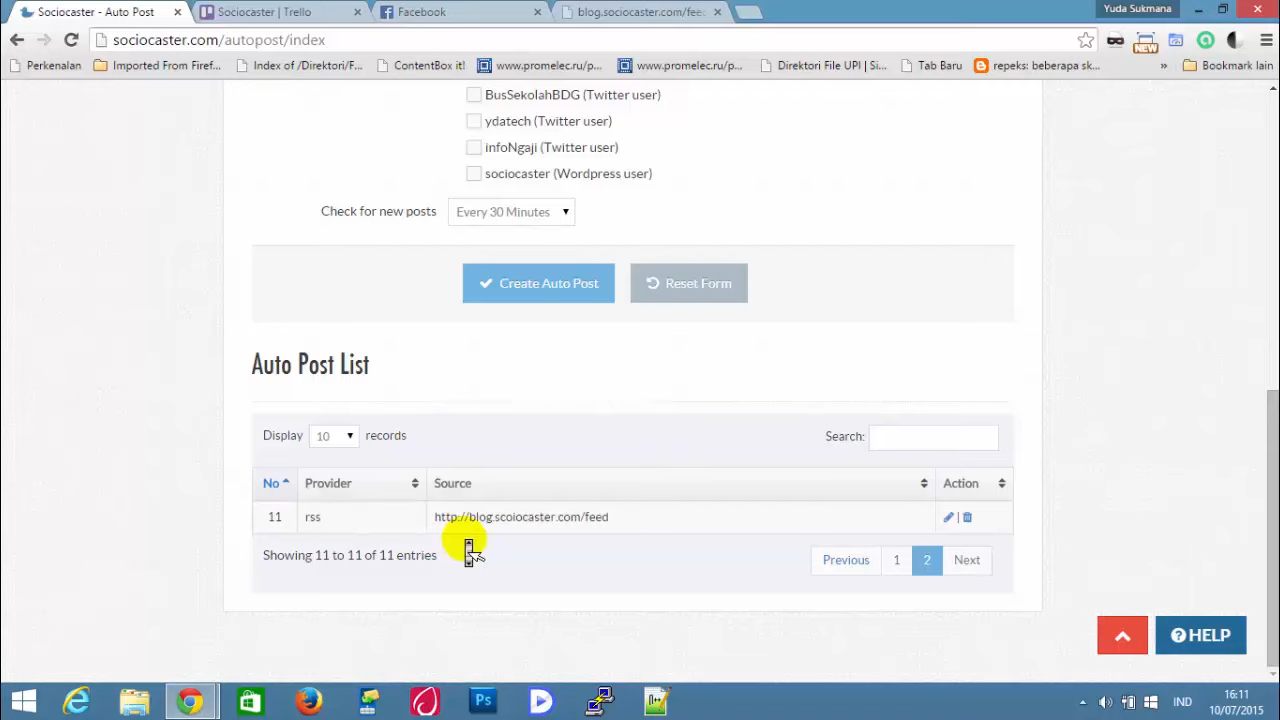 Sociocaster - Auto Post
Sociocaster | Trello
Facebook
blog.sociocaster.com/fee
Yuda Sukmana
sociocaster.com/autopost/index
NEW
Perkenalan
Imported From Firef...
Index of /Direktori/F...
ContentBox it!
www.promelec.ru/p...
www.promelec.ru/p...
Direktori File UPI | Si...
Tab Baru
repeks: beberapa sk...
»
Bookmark lain
BusSekolahBDG (Twitter user)
ydatech (Twitter user)
infoNgaji (Twitter user)
sociocaster (Wordpress user)
Check for new posts
Every 30 Minutes
Create Auto Post
Reset Form
Auto Post List
Display 10 records
Search:
No Provider Source Action
11 rss http://blog.scoiocaster.com/feed |
Showing 11 to 11 of 11 entries
Previous 1 2 Next
HELP
Ps
IND
16:11
10/07/2015